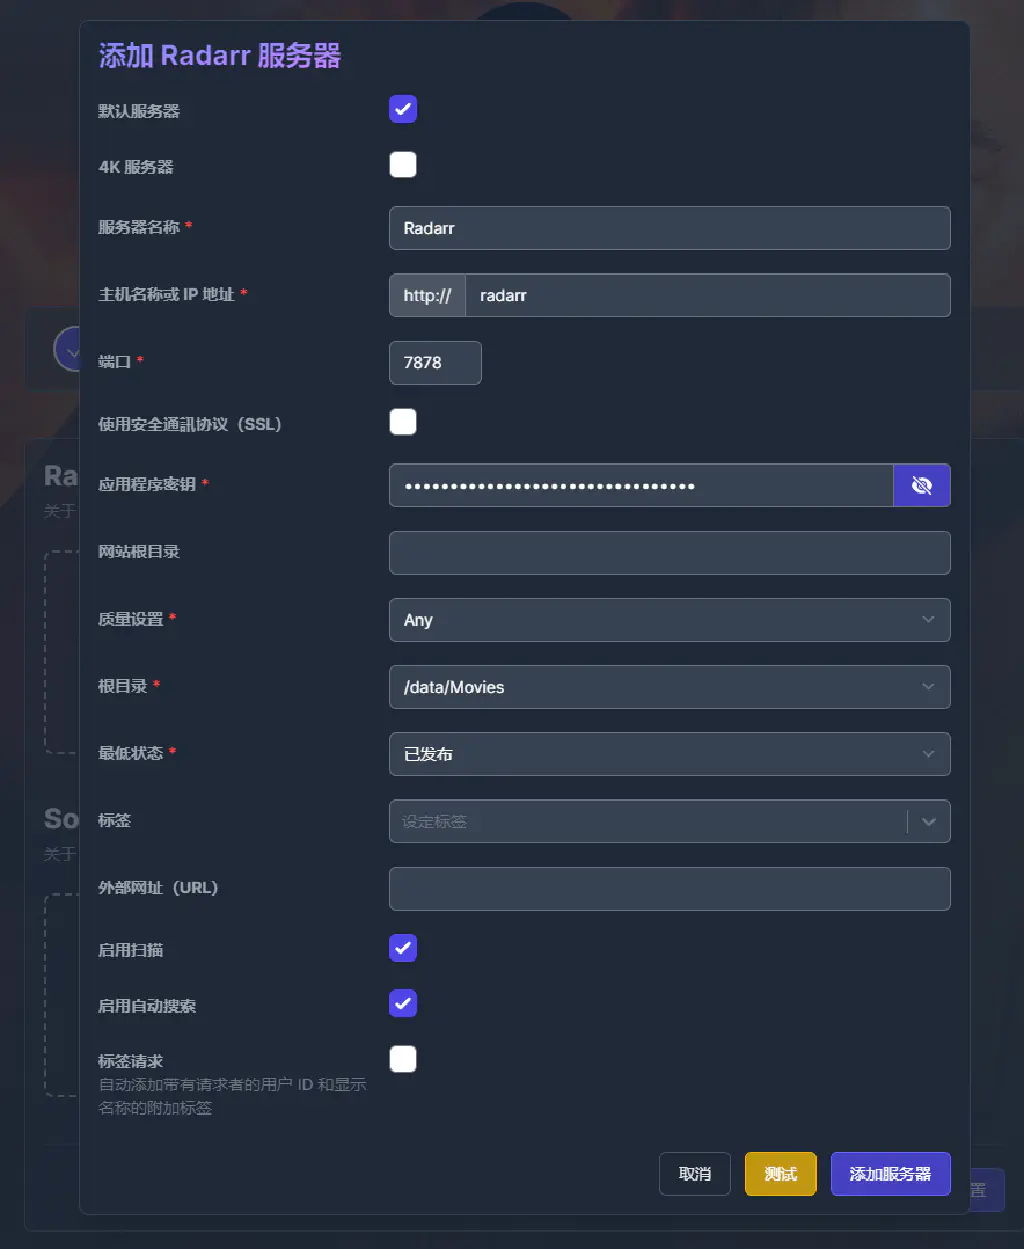 添加 Radarr 服务器
默认服务器
4K 服务器
服务器名称 *
Radarr
主机名称或 IP 地址 *
http://
radarr
端口 *
7878
使用安全通訊协议（SSL）
Ra
应用程序密钥 *
••••••••••••••••••••••••••••••••
关于
网站根目录
质量设置 *
Any
根目录 *
/data/Movies
最低状态 *
已发布
So
标签
设定标签
关于
外部网址（URL）
启用扫描
启用自动搜索
标签请求
自动添加带有请求者的用户 ID 和显示
名称的附加标签
取消
测试
添加服务器
置